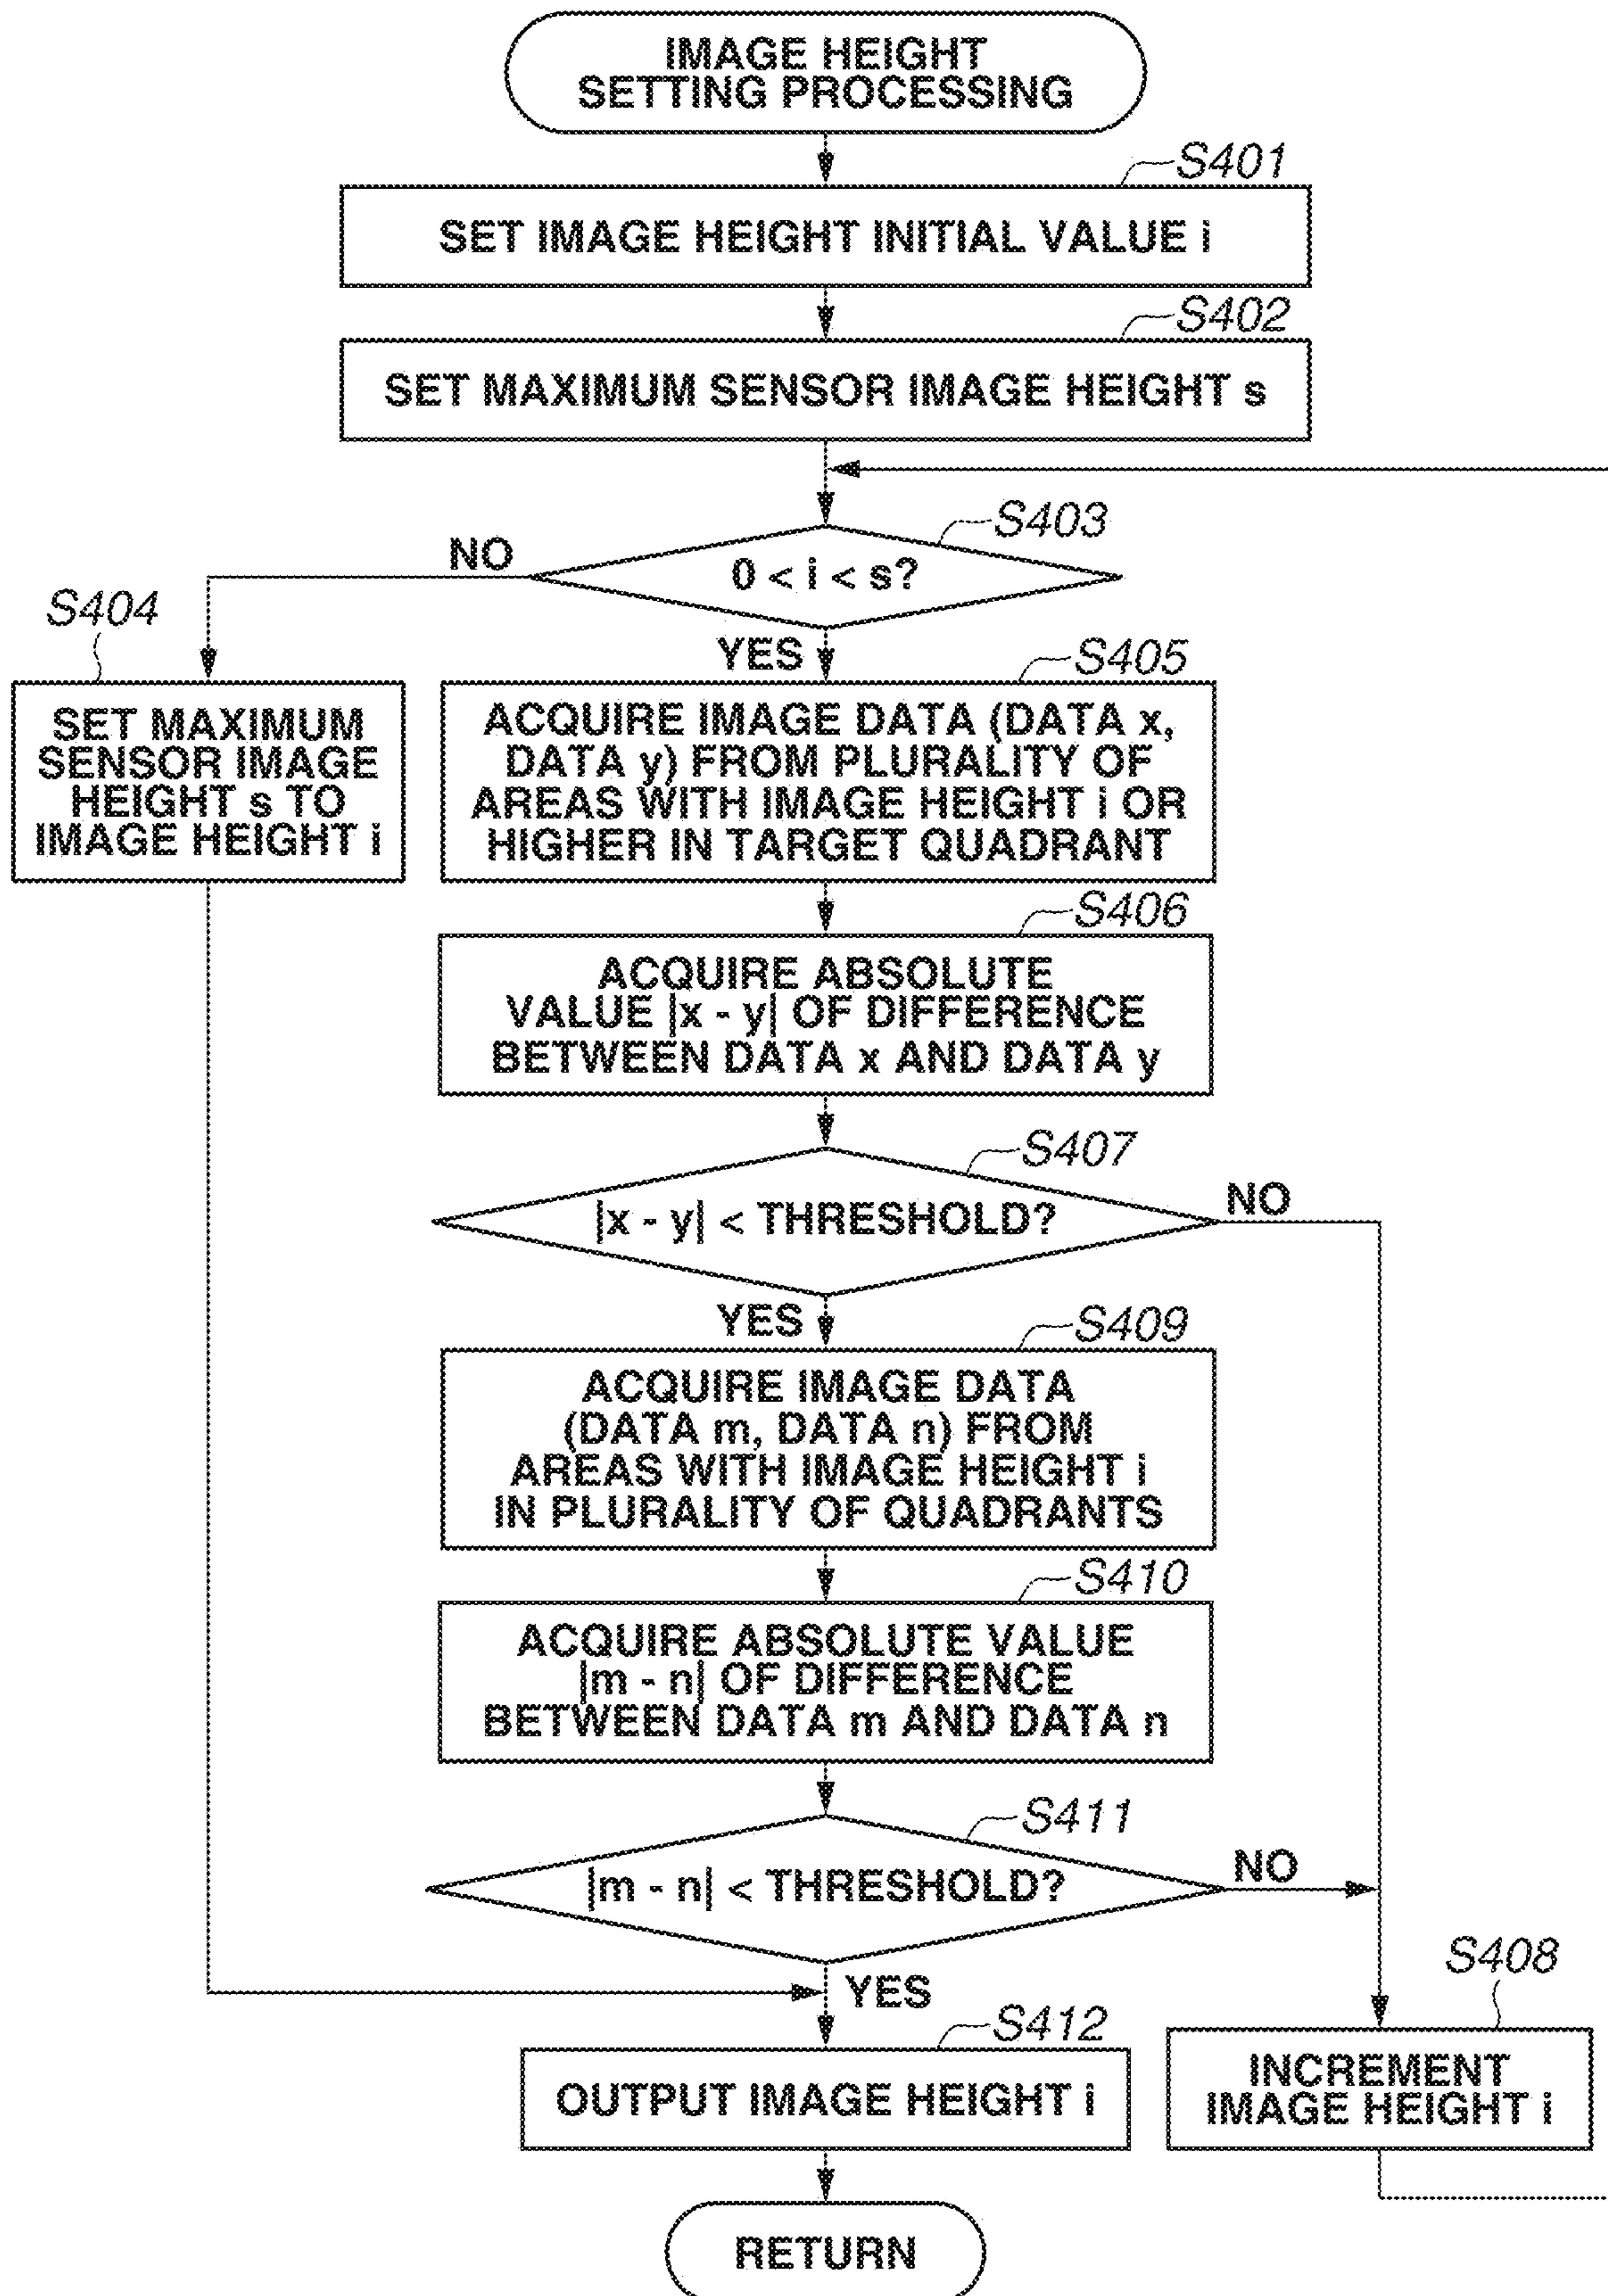 IMAGE HEIGHT
SETTING PROCESSING
S401
SET IMAGE HEIGHT INITIAL VALUE i
S402
SET MAXIMUM SENSOR IMAGE HEIGHT s
S403
NO
0 < i < s?
S404
YES
S405
SET MAXIMUM
SENSOR IMAGE
HEIGHT s TO
IMAGE HEIGHT i
ACQUIRE IMAGE DATA (DATA x,
DATA y) FROM PLURALITY OF
AREAS WITH IMAGE HEIGHT i OR
HIGHER IN TARGET QUADRANT
S406
ACQUIRE ABSOLUTE
VALUE |x - y| OF DIFFERENCE
BETWEEN DATA x AND DATA y
S407
|x - y| < THRESHOLD?
NO
YES
S409
ACQUIRE IMAGE DATA
(DATA m, DATA n) FROM
AREAS WITH IMAGE HEIGHT i
IN PLURALITY OF QUADRANTS
S410
ACQUIRE ABSOLUTE VALUE
|m - n| OF DIFFERENCE
BETWEEN DATA m AND DATA n
S411
|m - n| < THRESHOLD?
NO
YES
S408
S412
OUTPUT IMAGE HEIGHT i
INCREMENT
IMAGE HEIGHT i
RETURN